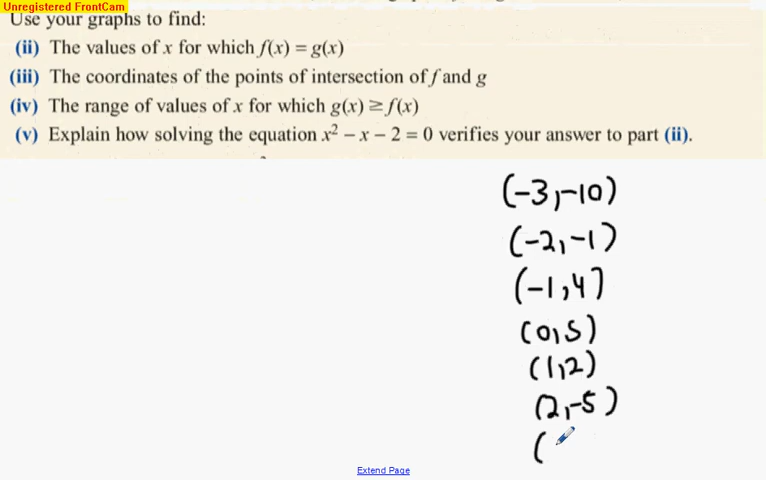 Unregistered FrontCam
Use your graphs to find:
(ii) The values of x for which f(x) = g(x)
(iii) The coordinates of the points of intersection of f and g
(iv) The range of values of x for which g(x) ≥ f(x)
(v) Explain how solving the equation x² − x − 2 = 0 verifies your answer to part (ii).
(-3,-10)
(-2,-1)
(-1,4)
(0,5)
(1,2)
(2,-5)
(
Extend Page